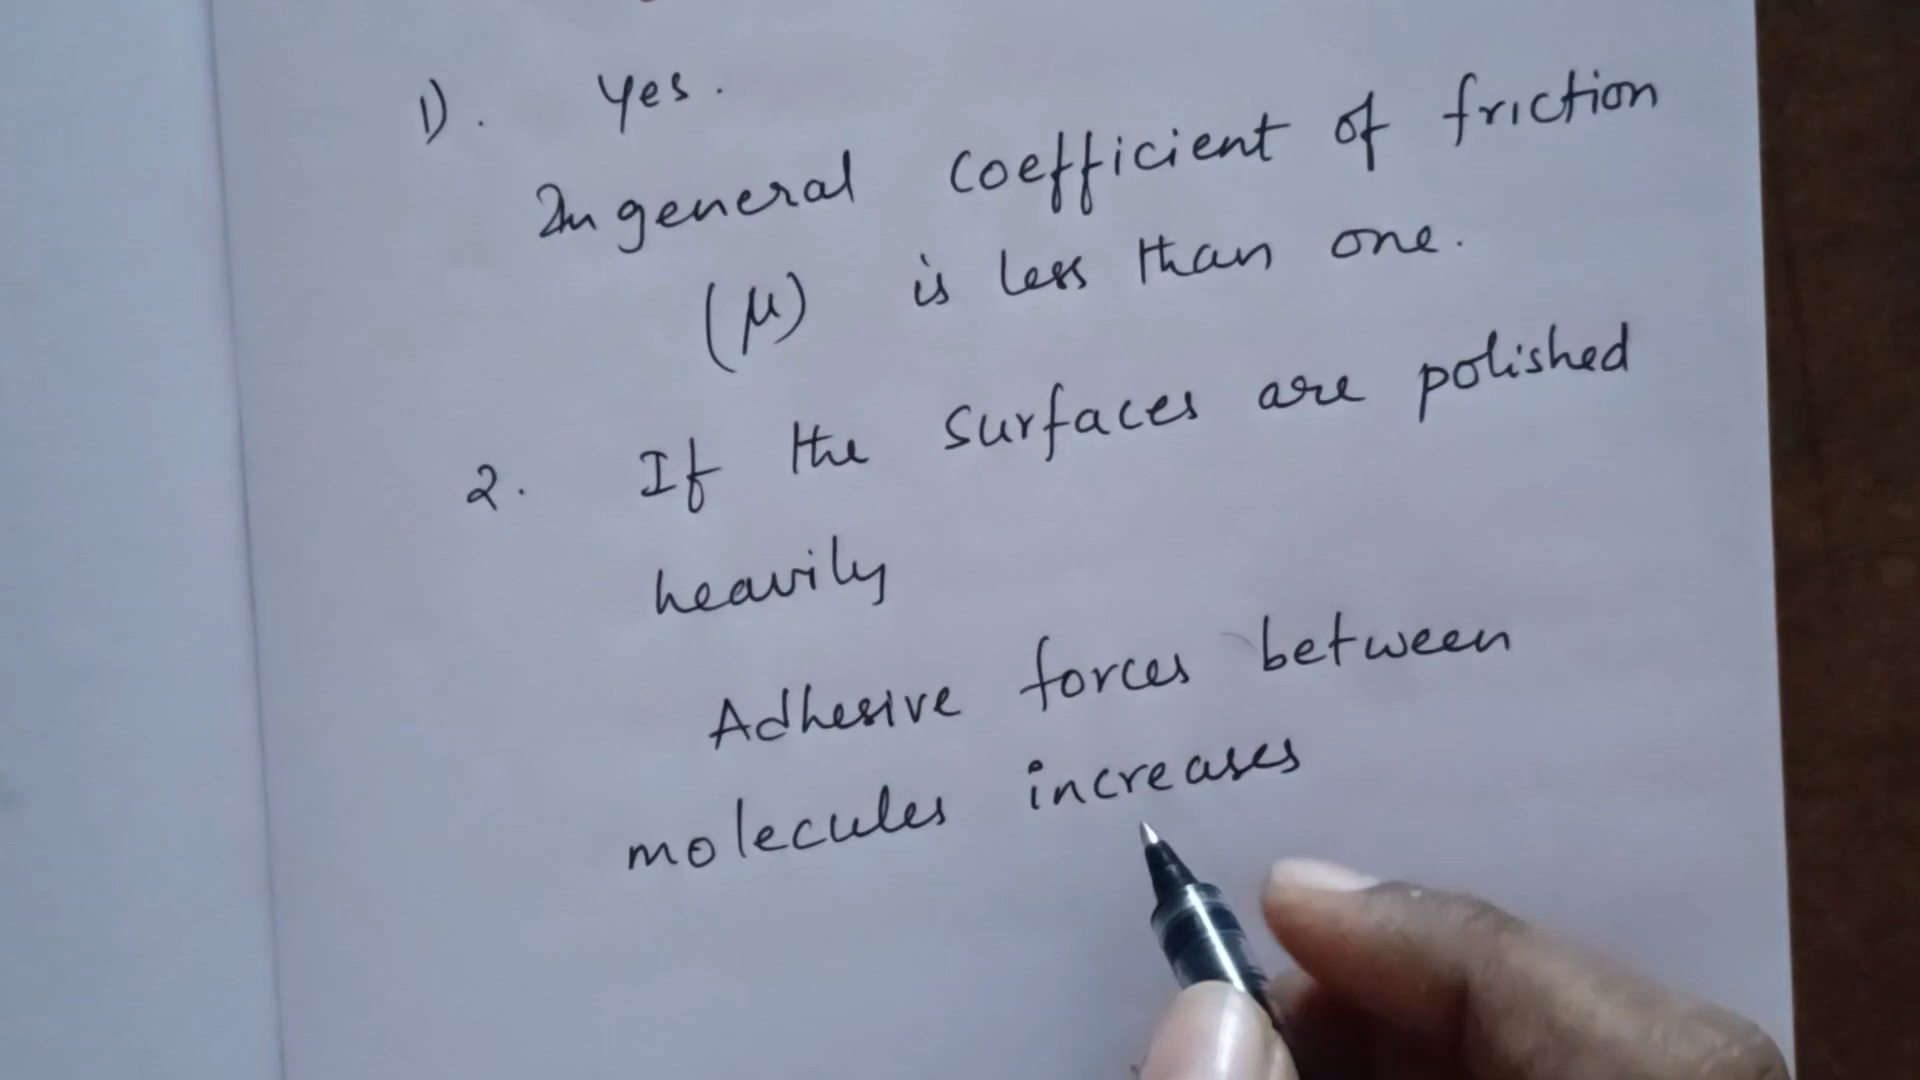 1). Yes.
In general coefficient of friction
(μ) is less than one.
2. If the surfaces are polished
heavily
Adhesive forces between
molecules increases